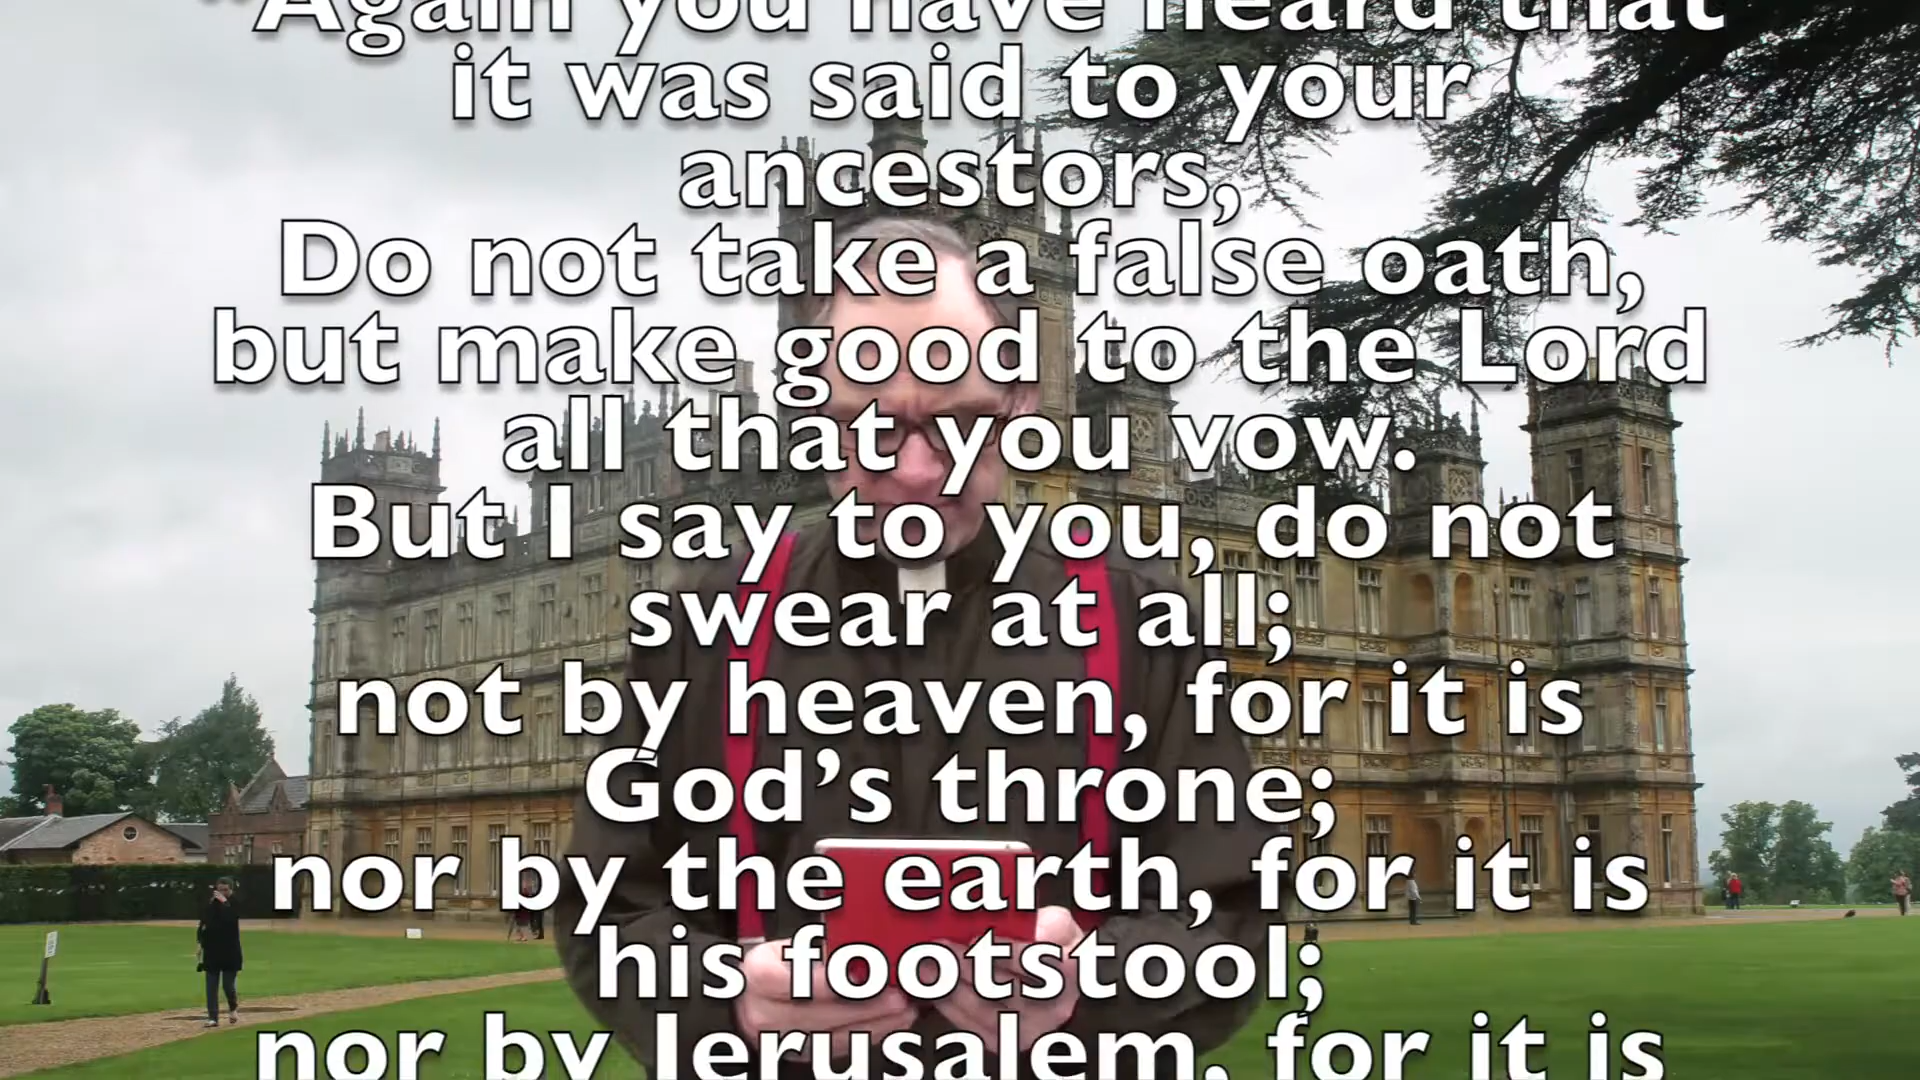 "Again you have heard that
it was said to your
ancestors,
Do not take a false oath,
but make good to the Lord
all that you vow.
But I say to you, do not
swear at all;
not by heaven, for it is
God’s throne;
nor by the earth, for it is
his footstool;
nor by Jerusalem, for it is